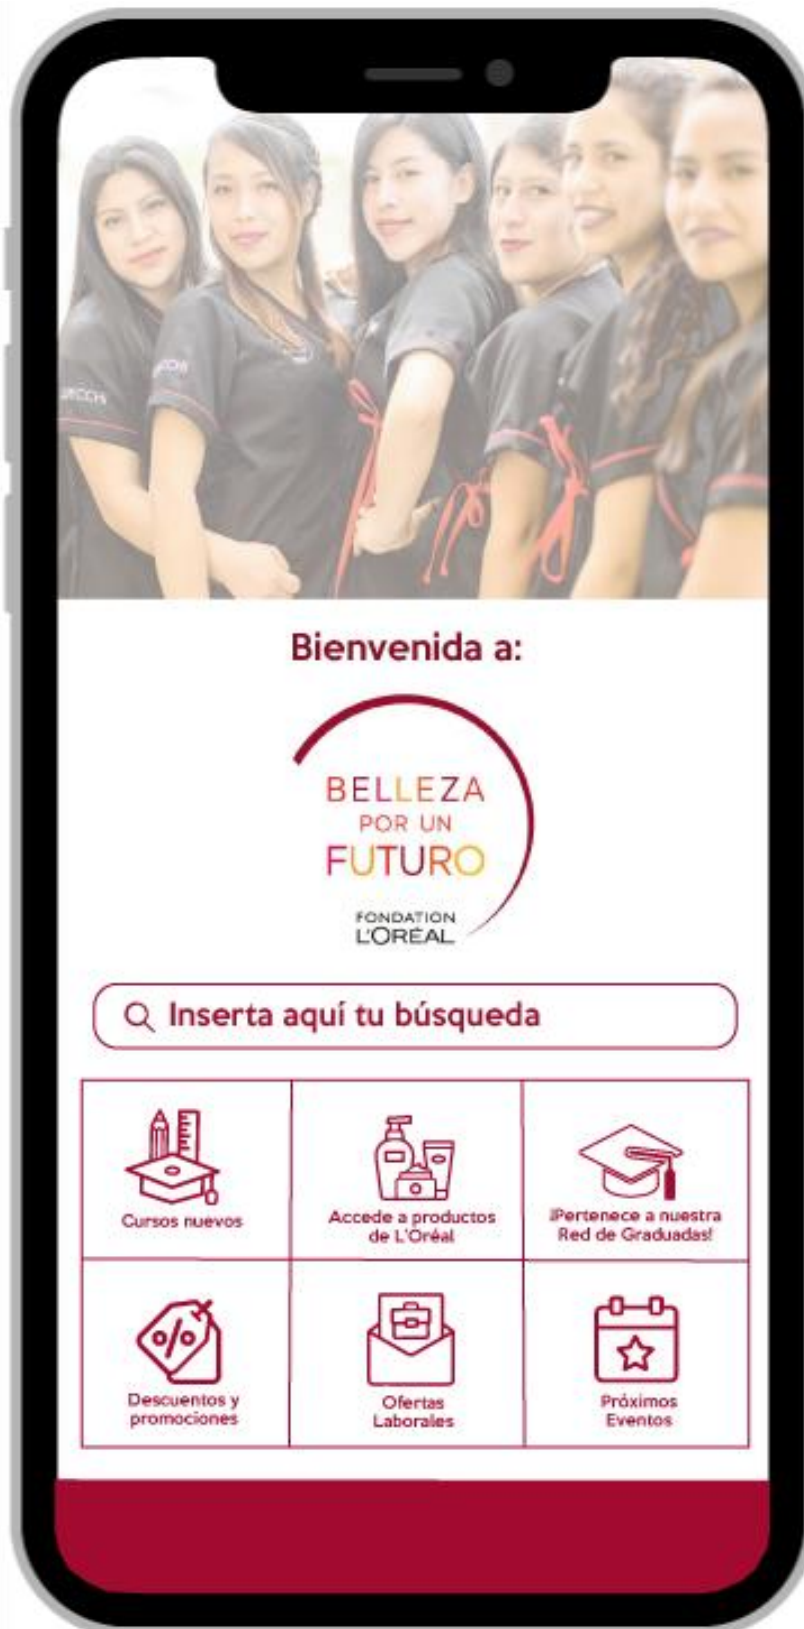 Bienvenida a:
BELLEZA
POR UN
FUTURO
FONDATION
L'ORÉAL
Inserta aquí tu búsqueda
Cursos nuevos
Accede a productos
de L'Oréal
¡Pertenece a nuestra
Red de Graduadas!
Descuentos y
promociones
Ofertas
Laborales
Próximos
Eventos